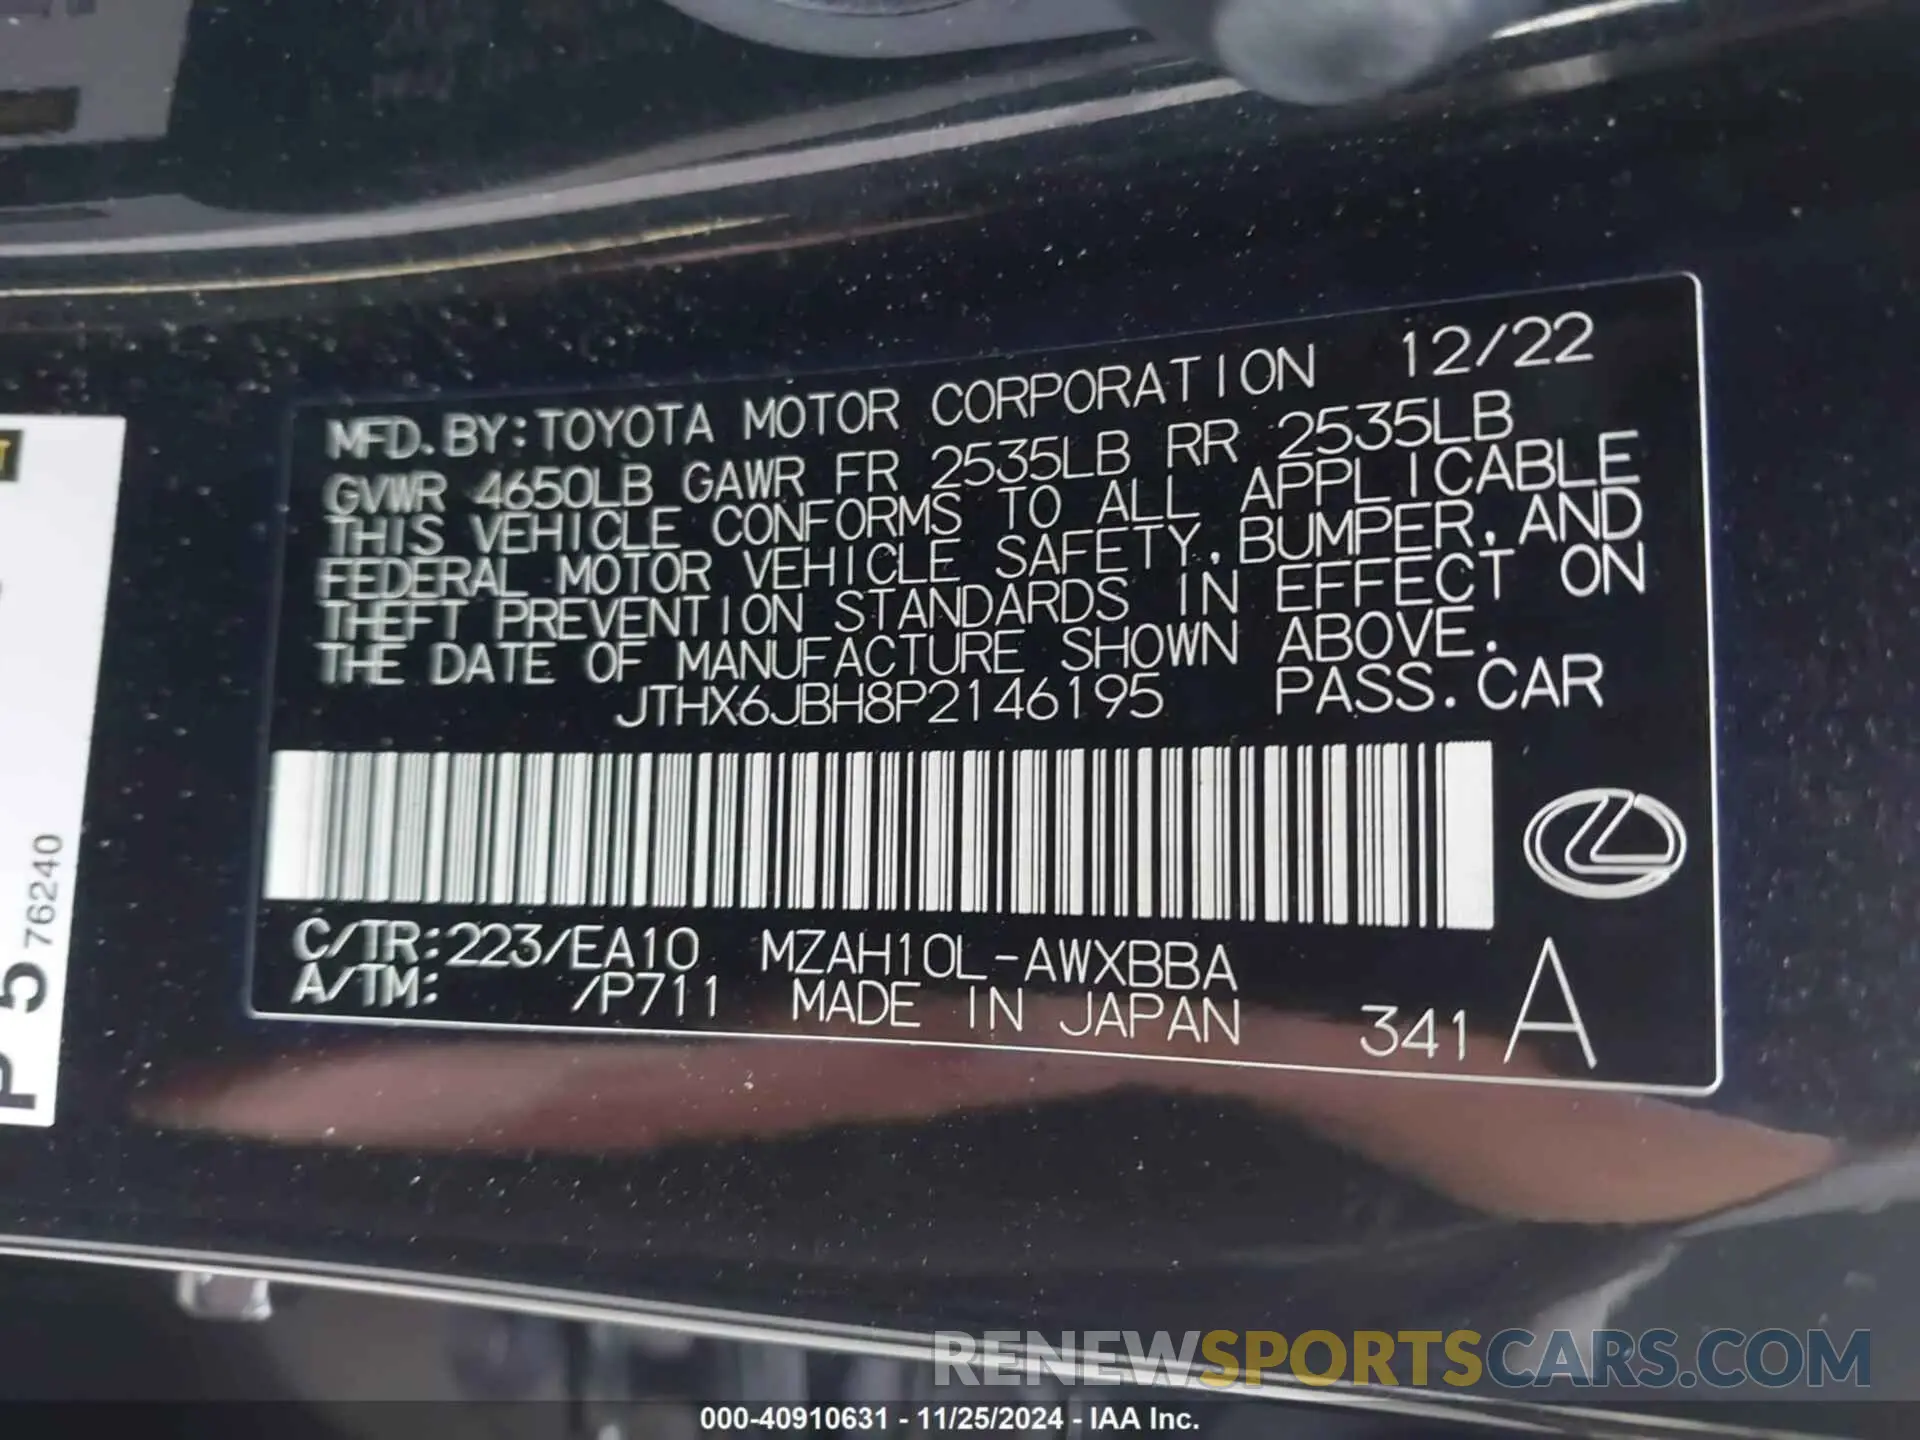 MFD. BY: TOYOTA MOTOR CORPORATION 12/22
GVWR 4650LB GAWR FR 2535LB RR 2535LB
THIS VEHICLE CONFORMS TO ALL APPLICABLE
FEDERAL MOTOR VEHICLE SAFETY, BUMPER, AND
THEFT PREVENTION STANDARDS IN EFFECT ON
THE DATE OF MANUFACTURE SHOWN ABOVE.
JTHX6JBH8P2146195 PASS. CAR
C/TR: 223/EA10 MZAH10L-AWXBBA
A/TM: /P711 MADE IN JAPAN 341 A
P 5 76240
RENEWSPORTSCARS.COM
000-40910631 - 11/25/2024 - IAA Inc.